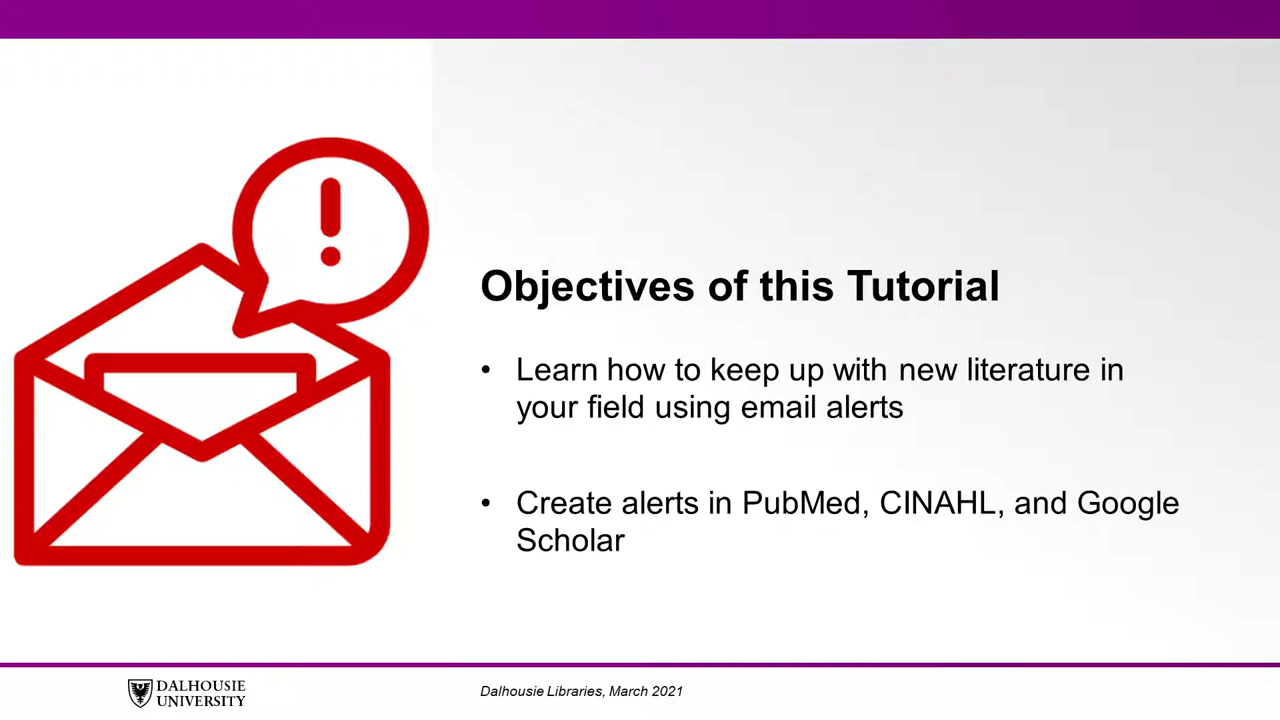 Objectives of this Tutorial
• Learn how to keep up with new literature in
your field using email alerts
• Create alerts in PubMed, CINAHL, and Google
Scholar
DALHOUSIE
UNIVERSITY
Dalhousie Libraries, March 2021